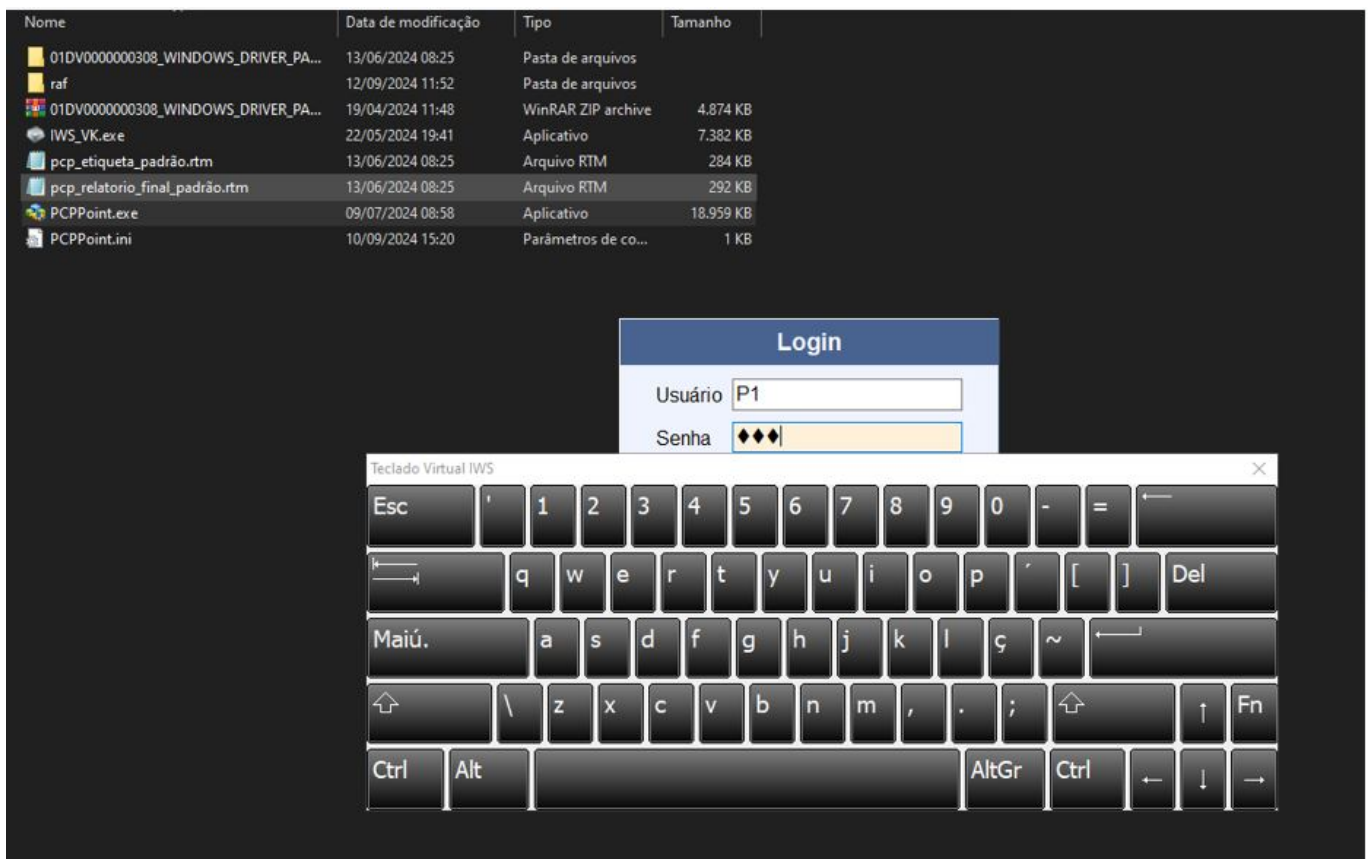 Nome Data de modificação Tipo Tamanho
01DV0000000308_WINDOWS_DRIVER_PA... 13/06/2024 08:25 Pasta de arquivos
raf 12/09/2024 11:52 Pasta de arquivos
01DV0000000308_WINDOWS_DRIVER_PA... 19/04/2024 11:48 WinRAR ZIP archive 4.874 KB
IWS_VK.exe 22/05/2024 19:41 Aplicativo 7.382 KB
pcp_etiqueta_padrão.rtm 13/06/2024 08:25 Arquivo RTM 284 KB
pcp_relatorio_final_padrão.rtm 13/06/2024 08:25 Arquivo RTM 292 KB
PCPPoint.exe 09/07/2024 08:58 Aplicativo 18.959 KB
PCPPoint.ini 10/09/2024 15:20 Parâmetros de co... 1 KB
Login
Usuário P1
Senha ♦♦♦
Teclado Virtual IWS
Esc ' 1 2 3 4 5 6 7 8 9 0 - = ←
q w e r t y u i o p ´ [ ] Del
Maiú. a s d f g h j k l ç ~
\ z x c v b n m , . ; ↑ Fn
Ctrl Alt AltGr Ctrl ← ↓ →